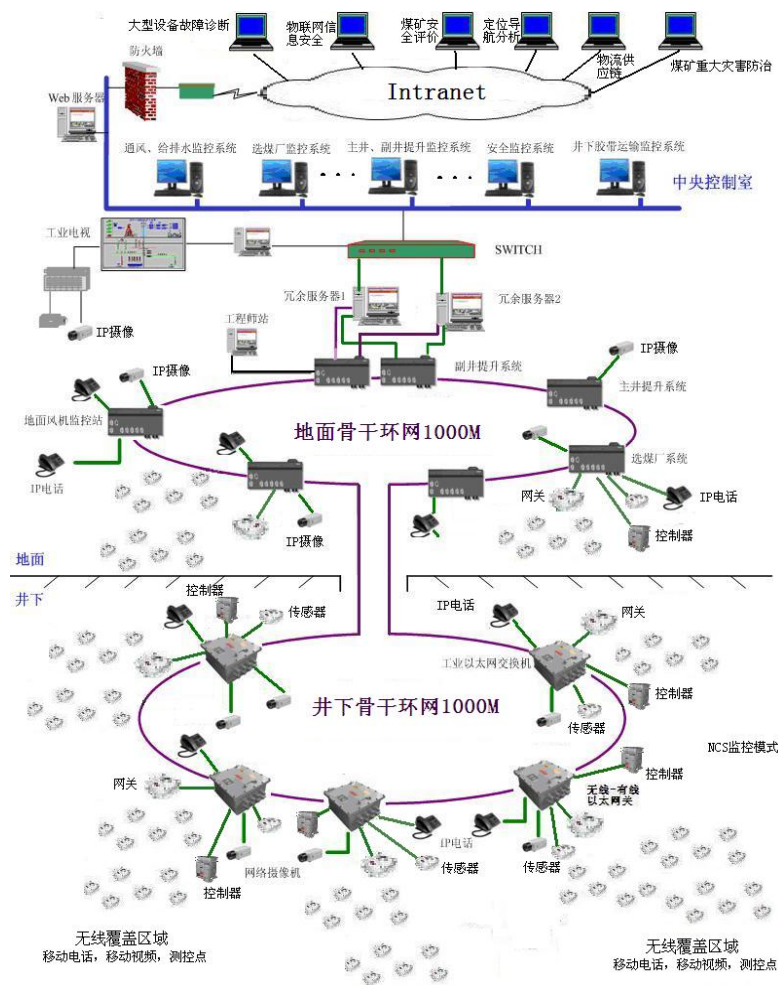 大型设备故障诊断
物联网信
息安全
煤矿安
全评价
定位导
航分析
物流供
应链
煤矿重大灾害防治
防火墙
Intranet
Web服务器
通风、给排水监控系统
选煤厂监控系统
主井、副井提升监控系统
安全监控系统
井下胶带运输监控系统
中央控制室
工业电视
SWITCH
IP摄像
冗余服务器1
冗余服务器2
工程师站
副井提升系统
IP摄像
主井提升系统
IP摄像
地面风机监控站
地面骨干环网1000M
选煤厂系统
IP电话
网关
IP电话
IP摄像
控制器
地面
井下
控制器
传感器
IP电话
网关
工业以太网交换机
控制器
井下骨干环网1000M
传感器
NCS监控模式
网关
控制器
无线-有线
以太网关
IP电话
控制器
网络摄像机
传感器
传感器
无线覆盖区域
移动电话，移动视频，测控点
无线覆盖区域
移动电话，移动视频，测控点